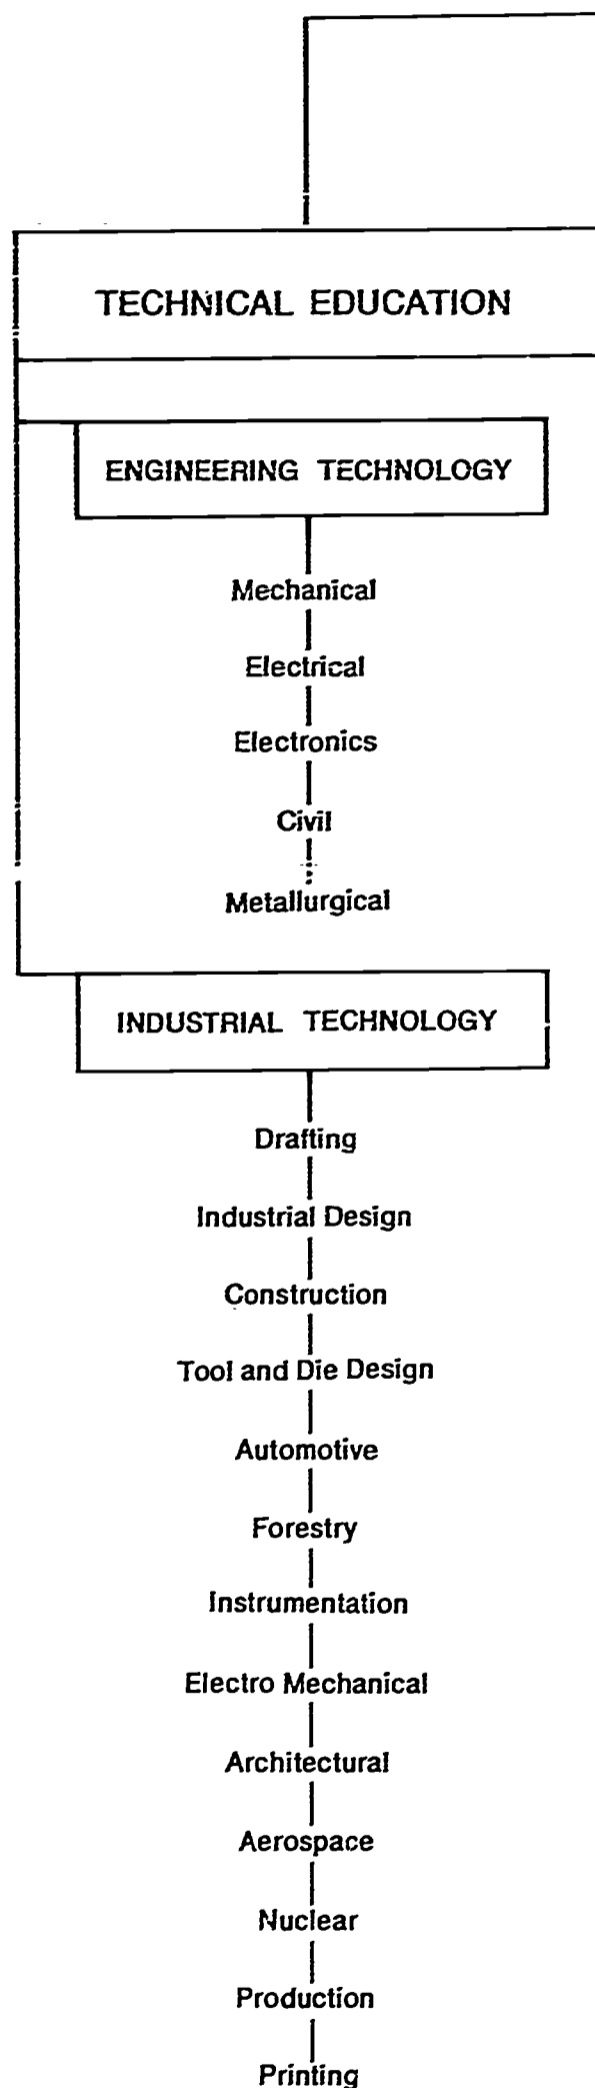 TECHNICAL EDUCATION
ENGINEERING TECHNOLOGY
Mechanical
Electrical
Electronics
Civil
Metallurgical
INDUSTRIAL TECHNOLOGY
Drafting
Industrial Design
Construction
Tool and Die Design
Automotive
Forestry
Instrumentation
Electro Mechanical
Architectural
Aerospace
Nuclear
Production
Printing